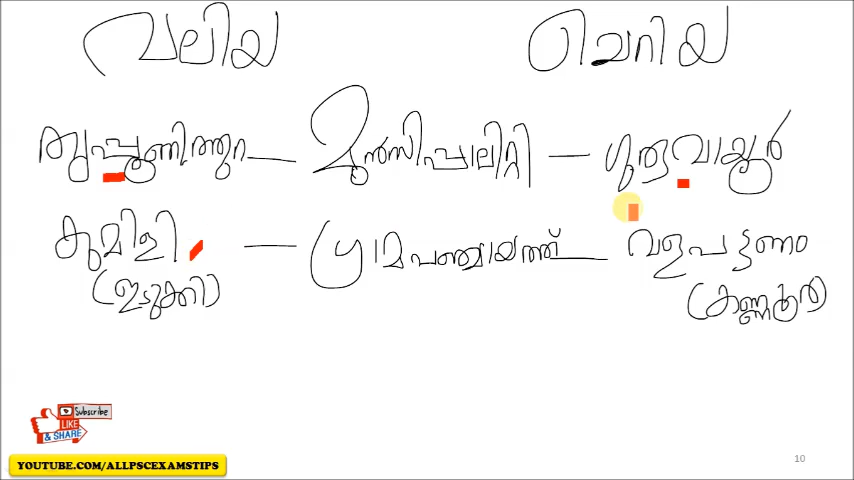 വലിയ ചെറിയ
തൃപ്പൂണിത്തുറ — മുൻസിപ്പാലിറ്റി — ഗുരുവായൂർ
കുമിളി — ഗ്രാമപഞ്ചായത്ത് — വളപട്ടണം
(ഇടുക്കി) (കണ്ണൂർ)
Subscribe
LIKE
& SHARE
YOUTUBE.COM/ALLPSCEXAMSTIPS
10